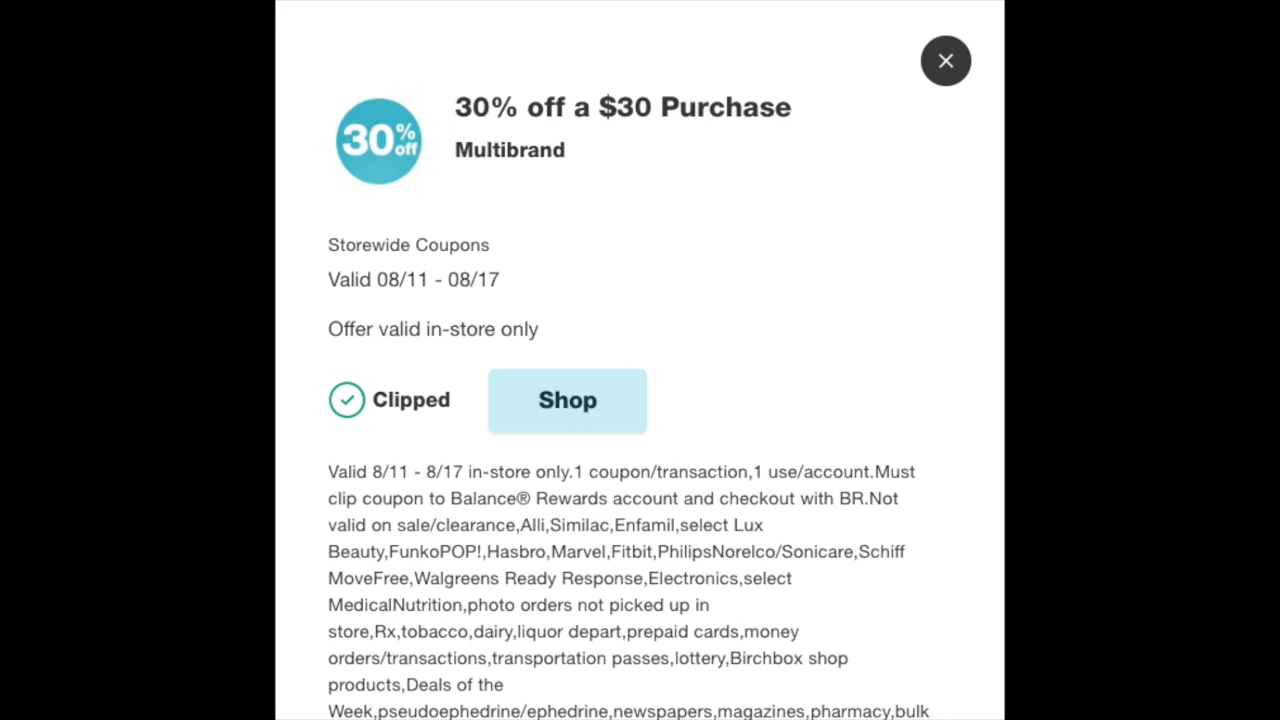 30% off
30% off a $30 Purchase
Multibrand
Storewide Coupons
Valid 08/11 - 08/17
Offer valid in-store only
Clipped
Shop
Valid 8/11 - 8/17 in-store only.1 coupon/transaction,1 use/account.Must
clip coupon to Balance® Rewards account and checkout with BR.Not
valid on sale/clearance,Alli,Similac,Enfamil,select Lux
Beauty,FunkoPOP!,Hasbro,Marvel,Fitbit,PhilipsNorelco/Sonicare,Schiff
MoveFree,Walgreens Ready Response,Electronics,select
MedicalNutrition,photo orders not picked up in
store,Rx,tobacco,dairy,liquor depart,prepaid cards,money
orders/transactions,transportation passes,lottery,Birchbox shop
products,Deals of the
Week,pseudoephedrine/ephedrine,newspapers,magazines,pharmacy,bulk